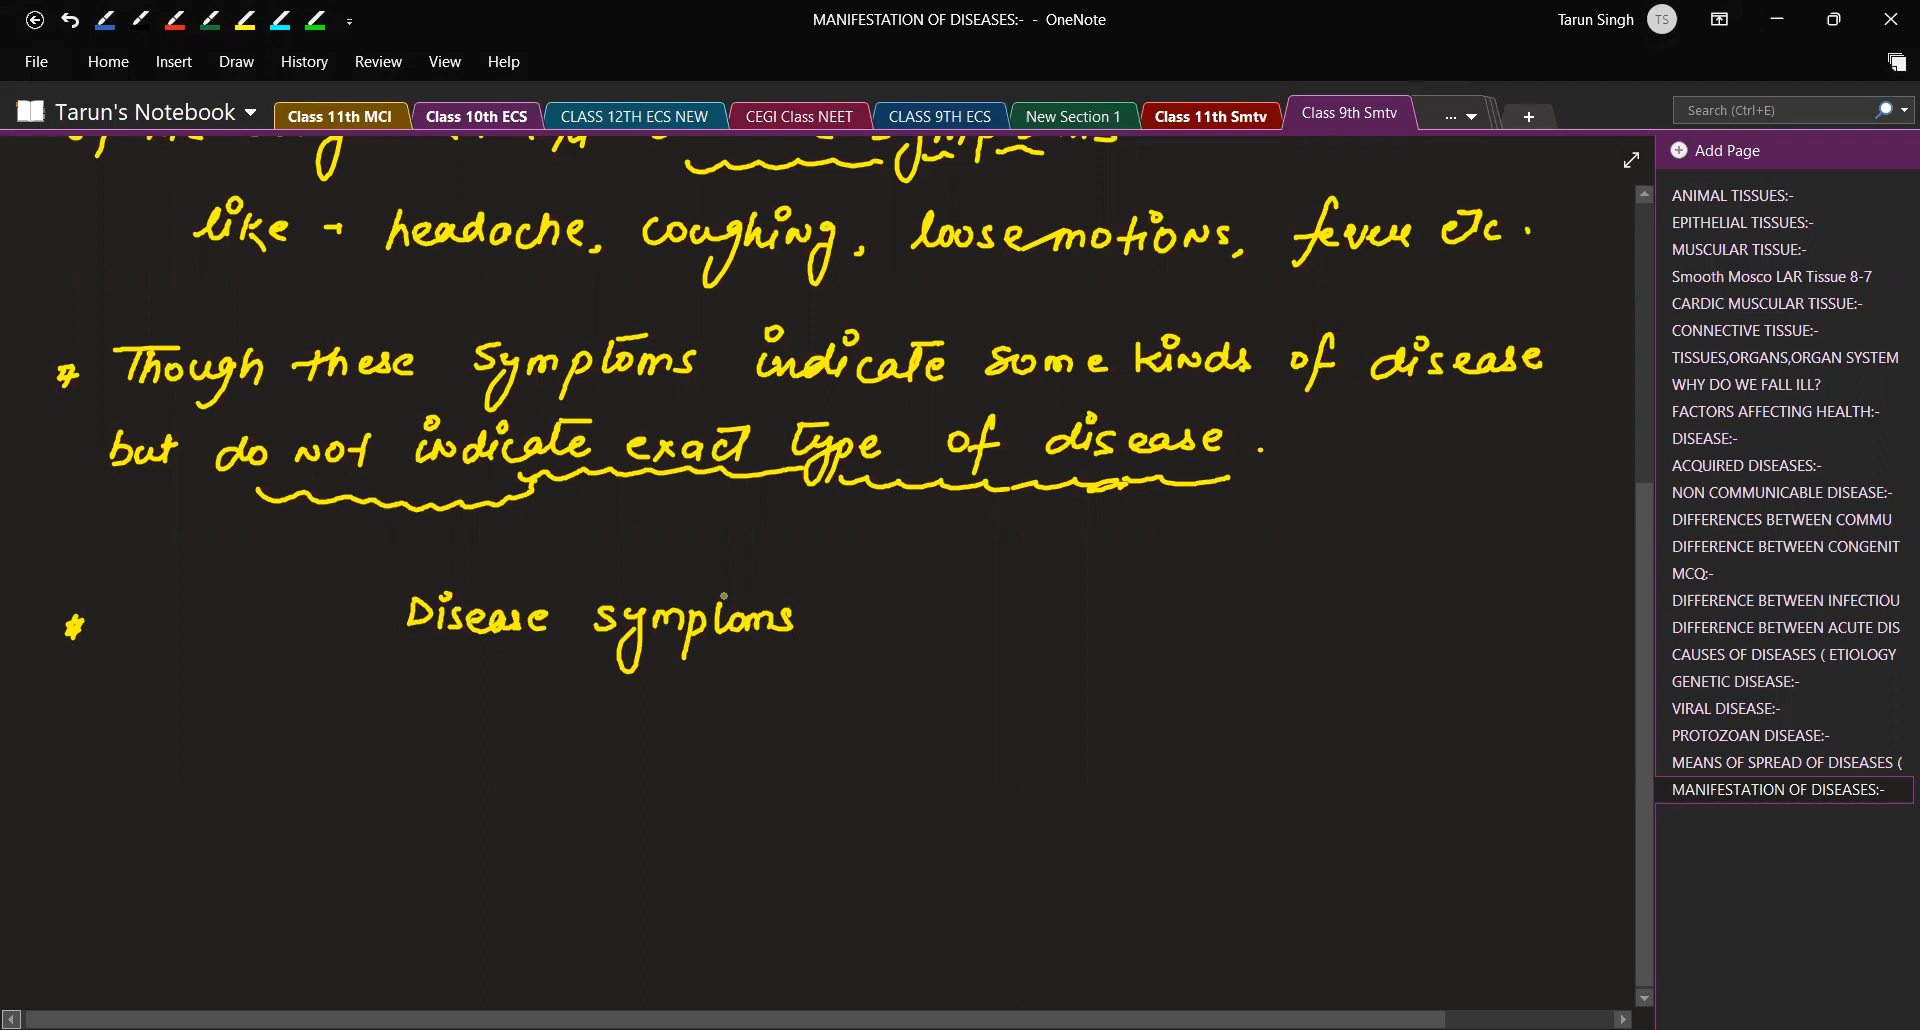 MANIFESTATION OF DISEASES:- - OneNote
Tarun Singh TS
File Home Insert Draw History Review View Help
Tarun's Notebook Class 11th MCI Class 10th ECS CLASS 12TH ECS NEW CEGI Class NEET CLASS 9TH ECS New Section 1 Class 11th Smtv Class 9th Smtv ... +
Search (Ctrl+E)
symptoms
like → headache, coughing, loosemotions, fever etc.
* Though these symptoms indicate some kinds of disease
but do not indicate exact type of disease.
* Disease symptoms
Add Page
ANIMAL TISSUES:-
EPITHELIAL TISSUES:-
MUSCULAR TISSUE:-
Smooth Mosco LAR Tissue 8-7
CARDIC MUSCULAR TISSUE:-
CONNECTIVE TISSUE:-
TISSUES,ORGANS,ORGAN SYSTEM
WHY DO WE FALL ILL?
FACTORS AFFECTING HEALTH:-
DISEASE:-
ACQUIRED DISEASES:-
NON COMMUNICABLE DISEASE:-
DIFFERENCES BETWEEN COMMU
DIFFERENCE BETWEEN CONGENIT
MCQ:-
DIFFERENCE BETWEEN INFECTIOU
DIFFERENCE BETWEEN ACUTE DIS
CAUSES OF DISEASES ( ETIOLOGY
GENETIC DISEASE:-
VIRAL DISEASE:-
PROTOZOAN DISEASE:-
MEANS OF SPREAD OF DISEASES (
MANIFESTATION OF DISEASES:-